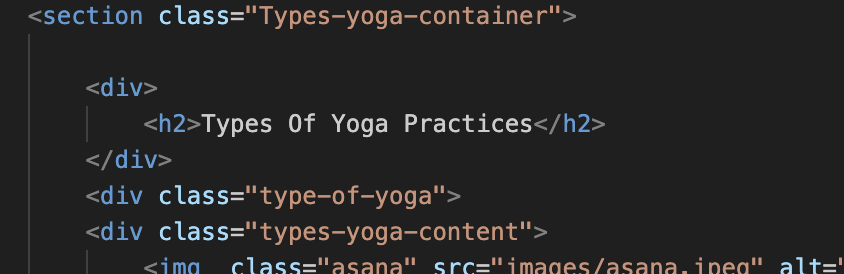 <section class="Types-yoga-container">
<div>
<h2>Types Of Yoga Practices</h2>
</div>
<div class="type-of-yoga">
<div class="types-yoga-content">
<img class="asana" src="images/asana.jpeg" alt="